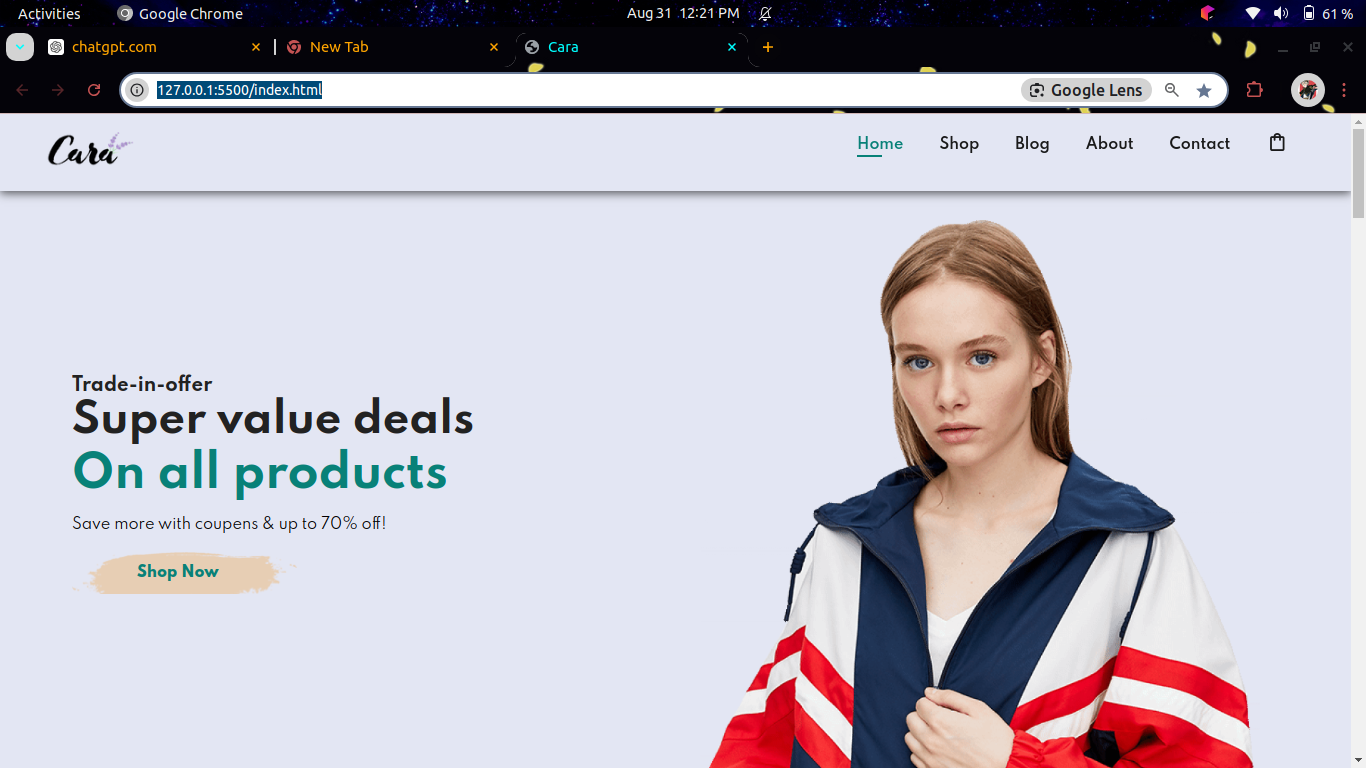 Activities Google Chrome Aug 31 12:21 PM 61 %
chatgpt.com New Tab Cara
127.0.0.1:5500/index.html Google Lens
Cara Home Shop Blog About Contact
Trade-in-offer
Super value deals
On all products
Save more with coupens & up to 70% off!
Shop Now